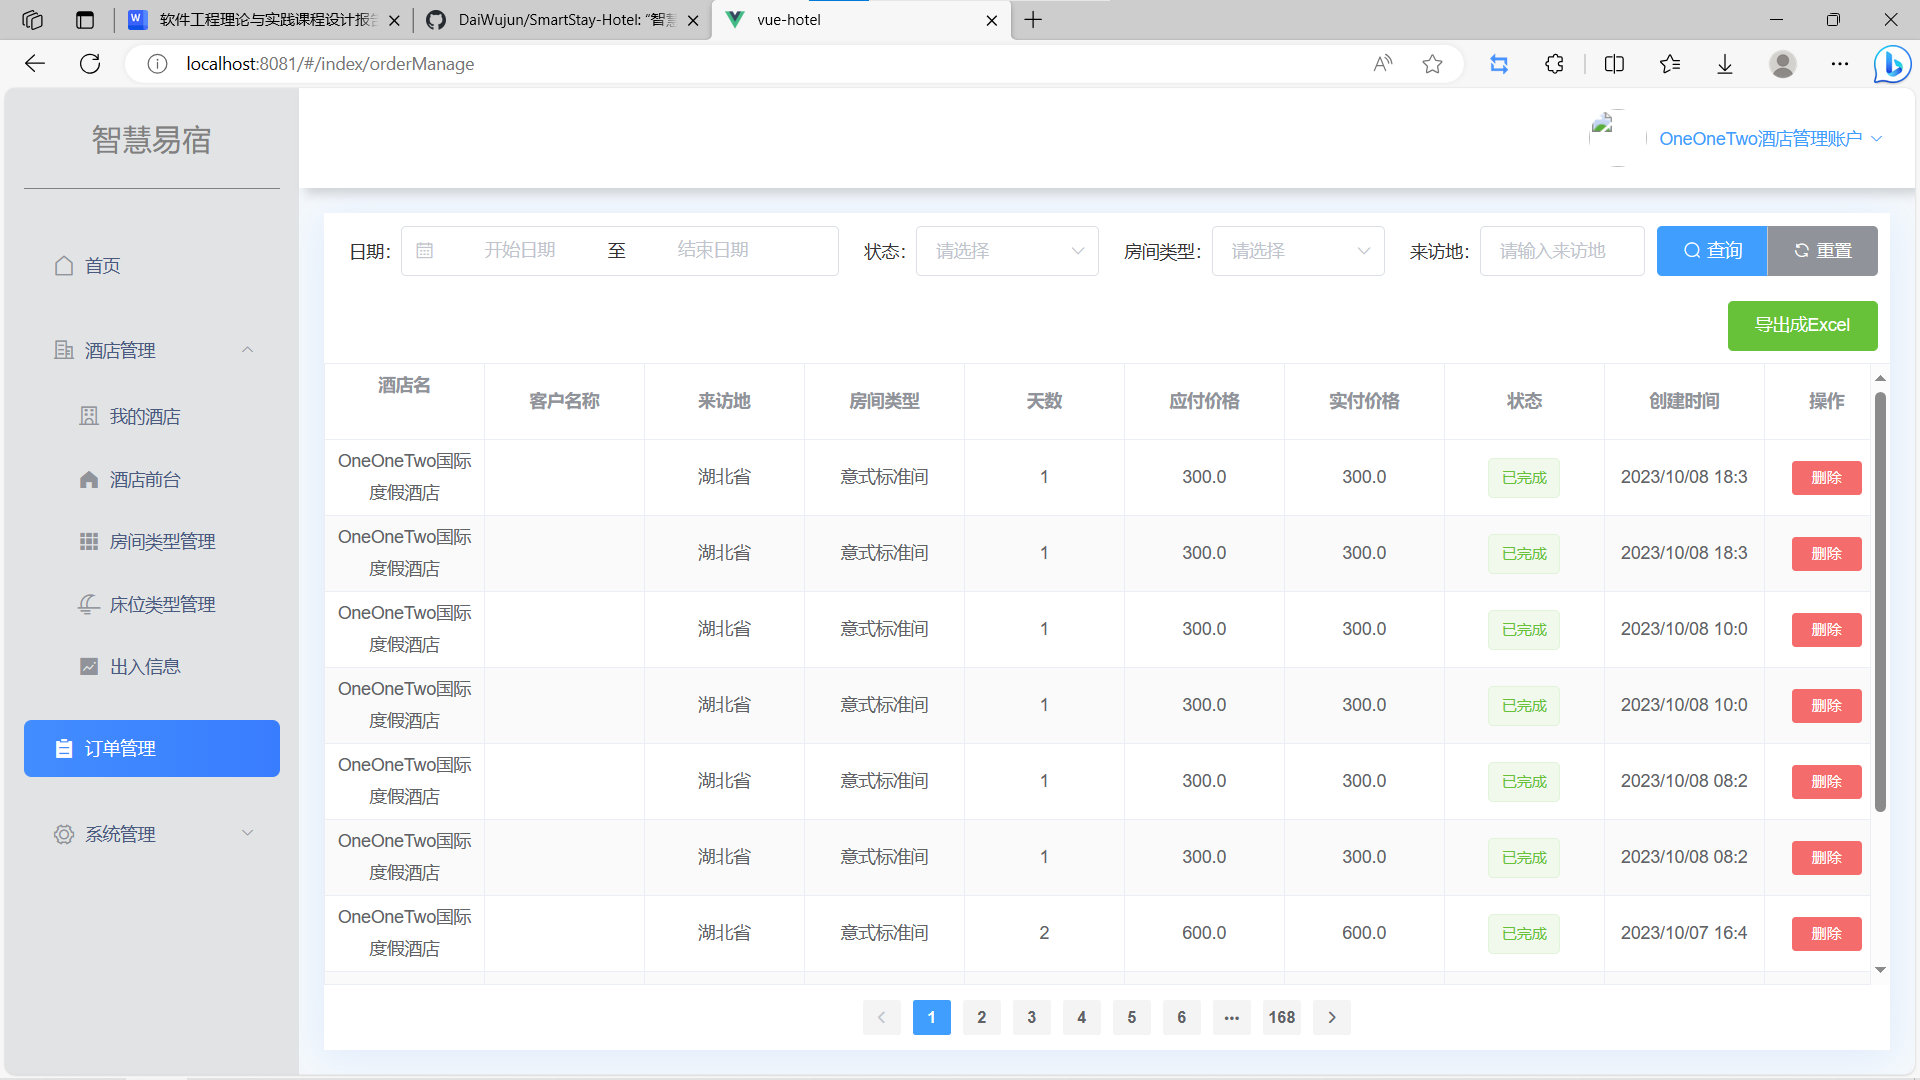 软件工程理论与实践课程设计报告
DaiWujun/SmartStay-Hotel: "智慧
vue-hotel
localhost:8081/#/index/orderManage
智慧易宿
OneOneTwo酒店管理账户
首页
酒店管理
我的酒店
酒店前台
房间类型管理
床位类型管理
出入信息
订单管理
系统管理
日期: 开始日期 至 结束日期 状态: 请选择 房间类型: 请选择 来访地: 请输入来访地 查询 重置
导出成Excel
酒店名 客户名称 来访地 房间类型 天数 应付价格 实付价格 状态 创建时间 操作
OneOneTwo国际
度假酒店 湖北省 意式标准间 1 300.0 300.0 已完成 2023/10/08 18:3 删除
OneOneTwo国际
度假酒店 湖北省 意式标准间 1 300.0 300.0 已完成 2023/10/08 18:3 删除
OneOneTwo国际
度假酒店 湖北省 意式标准间 1 300.0 300.0 已完成 2023/10/08 10:0 删除
OneOneTwo国际
度假酒店 湖北省 意式标准间 1 300.0 300.0 已完成 2023/10/08 10:0 删除
OneOneTwo国际
度假酒店 湖北省 意式标准间 1 300.0 300.0 已完成 2023/10/08 08:2 删除
OneOneTwo国际
度假酒店 湖北省 意式标准间 1 300.0 300.0 已完成 2023/10/08 08:2 删除
OneOneTwo国际
度假酒店 湖北省 意式标准间 2 600.0 600.0 已完成 2023/10/07 16:4 删除
1 2 3 4 5 6 ••• 168